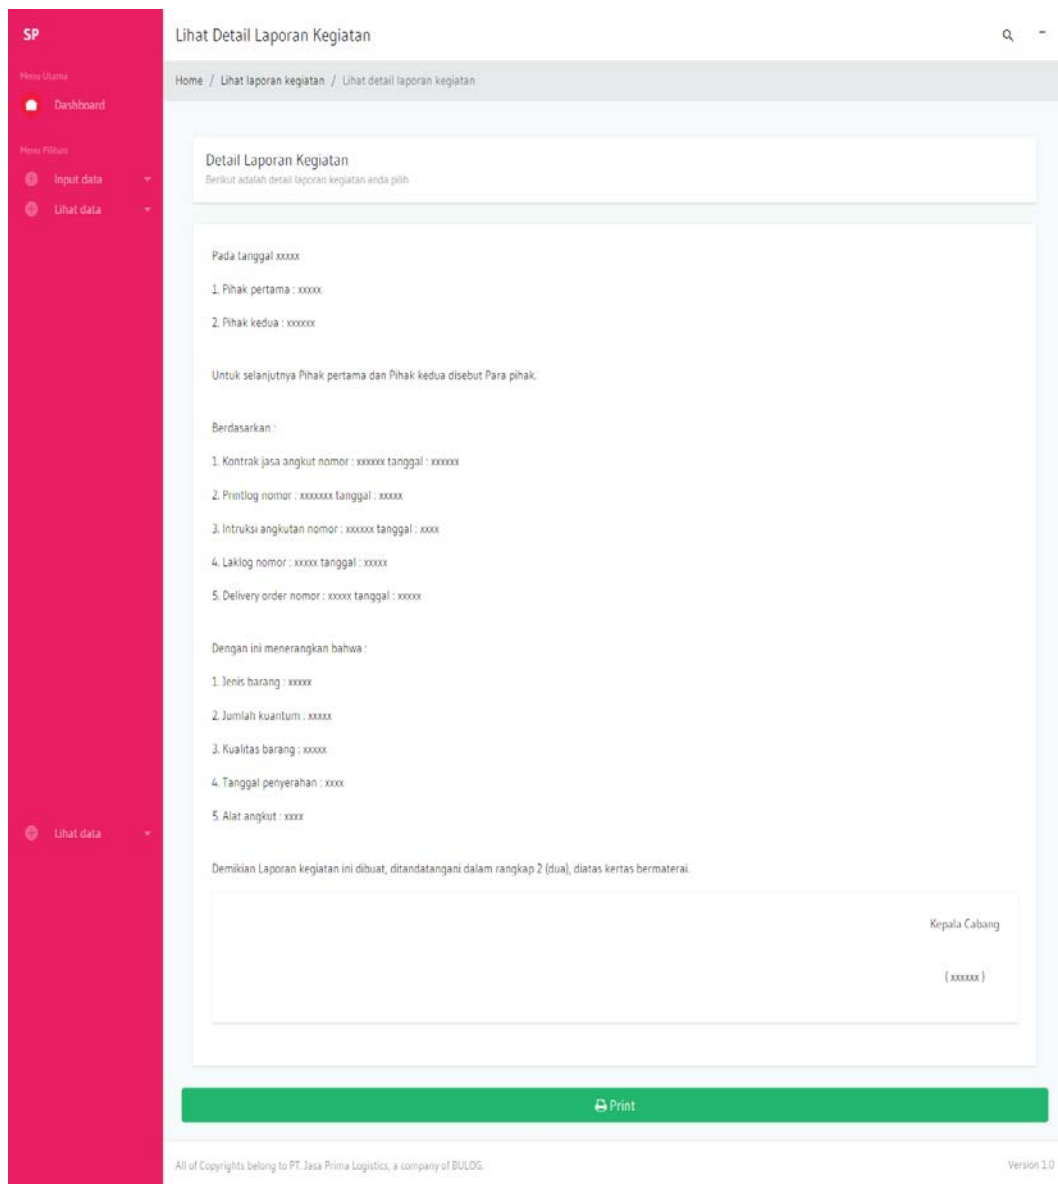 SP
Lihat Detail Laporan Kegiatan
Menu Utama
Home / Lihat laporan kegiatan / Lihat detail laporan kegiatan
Dashboard
Menu Pilihan
Input data
Lihat data
Detail Laporan Kegiatan
Berikut adalah detail laporan kegiatan anda pilih
Pada tanggal xxxxx
1. Pihak pertama : xxxxx
2. Pihak kedua : xxxxxx
Untuk selanjutnya Pihak pertama dan Pihak kedua disebut Para pihak.
Berdasarkan :
1. Kontrak jasa angkut nomor : xxxxxx tanggal : xxxxxx
2. Printlog nomor : xxxxxxx tanggal : xxxxx
3. Intruksi angkutan nomor : xxxxxx tanggal : xxxx
4. Laklog nomor : xxxxx tanggal : xxxxx
5. Delivery order nomor : xxxxx tanggal : xxxxx
Dengan ini menerangkan bahwa :
1. Jenis barang : xxxxx
2. Jumlah kuantum : xxxxx
3. Kualitas barang : xxxxx
4. Tanggal penyerahan : xxxx
5. Alat angkut : xxxx
Lihat data
Demikian Laporan kegiatan ini dibuat, ditandatangani dalam rangkap 2 (dua), diatas kertas bermaterai.
Kepala Cabang
( xxxxxx )
Print
All of Copyrights belong to PT. Jasa Prima Logistics, a company of BULOG.
Version 1.0